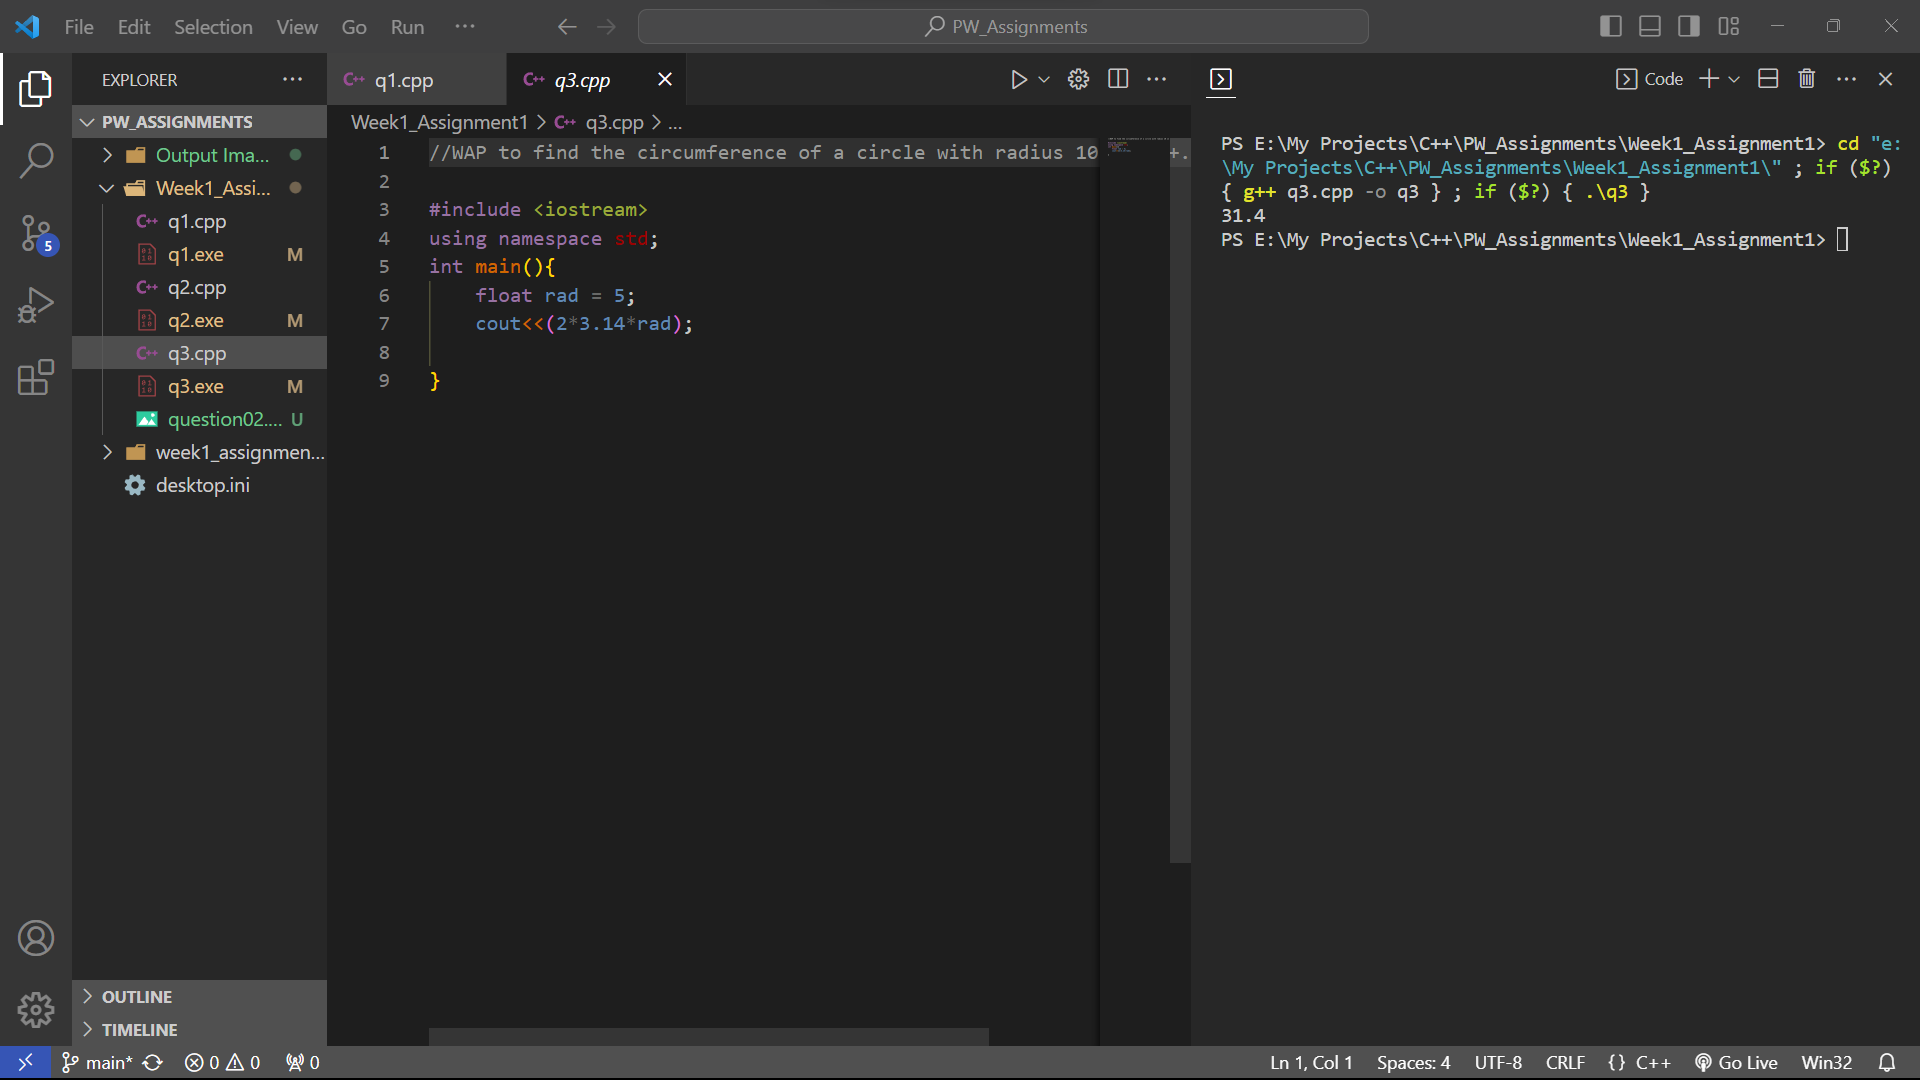 File Edit Selection View Go Run ...
PW_Assignments
EXPLORER ...
PW_ASSIGNMENTS
Output Ima...
Week1_Assi...
q1.cpp
q1.exe M
q2.cpp
q2.exe M
q3.cpp
q3.exe M
question02.... U
week1_assignmen...
desktop.ini
OUTLINE
TIMELINE
q1.cpp
q3.cpp
Week1_Assignment1 > q3.cpp > ...
1 //WAP to find the circumference of a circle with radius 10 +.
2
3 #include <iostream>
4 using namespace std;
5 int main(){
6 float rad = 5;
7 cout<<(2*3.14*rad);
8
9 }
Code
PS E:\My Projects\C++\PW_Assignments\Week1_Assignment1> cd "e:
\My Projects\C++\PW_Assignments\Week1_Assignment1\" ; if ($?)
{ g++ q3.cpp -o q3 } ; if ($?) { .\q3 }
31.4
PS E:\My Projects\C++\PW_Assignments\Week1_Assignment1>
5
main* 0 0 0
Ln 1, Col 1 Spaces: 4 UTF-8 CRLF {} C++ Go Live Win32